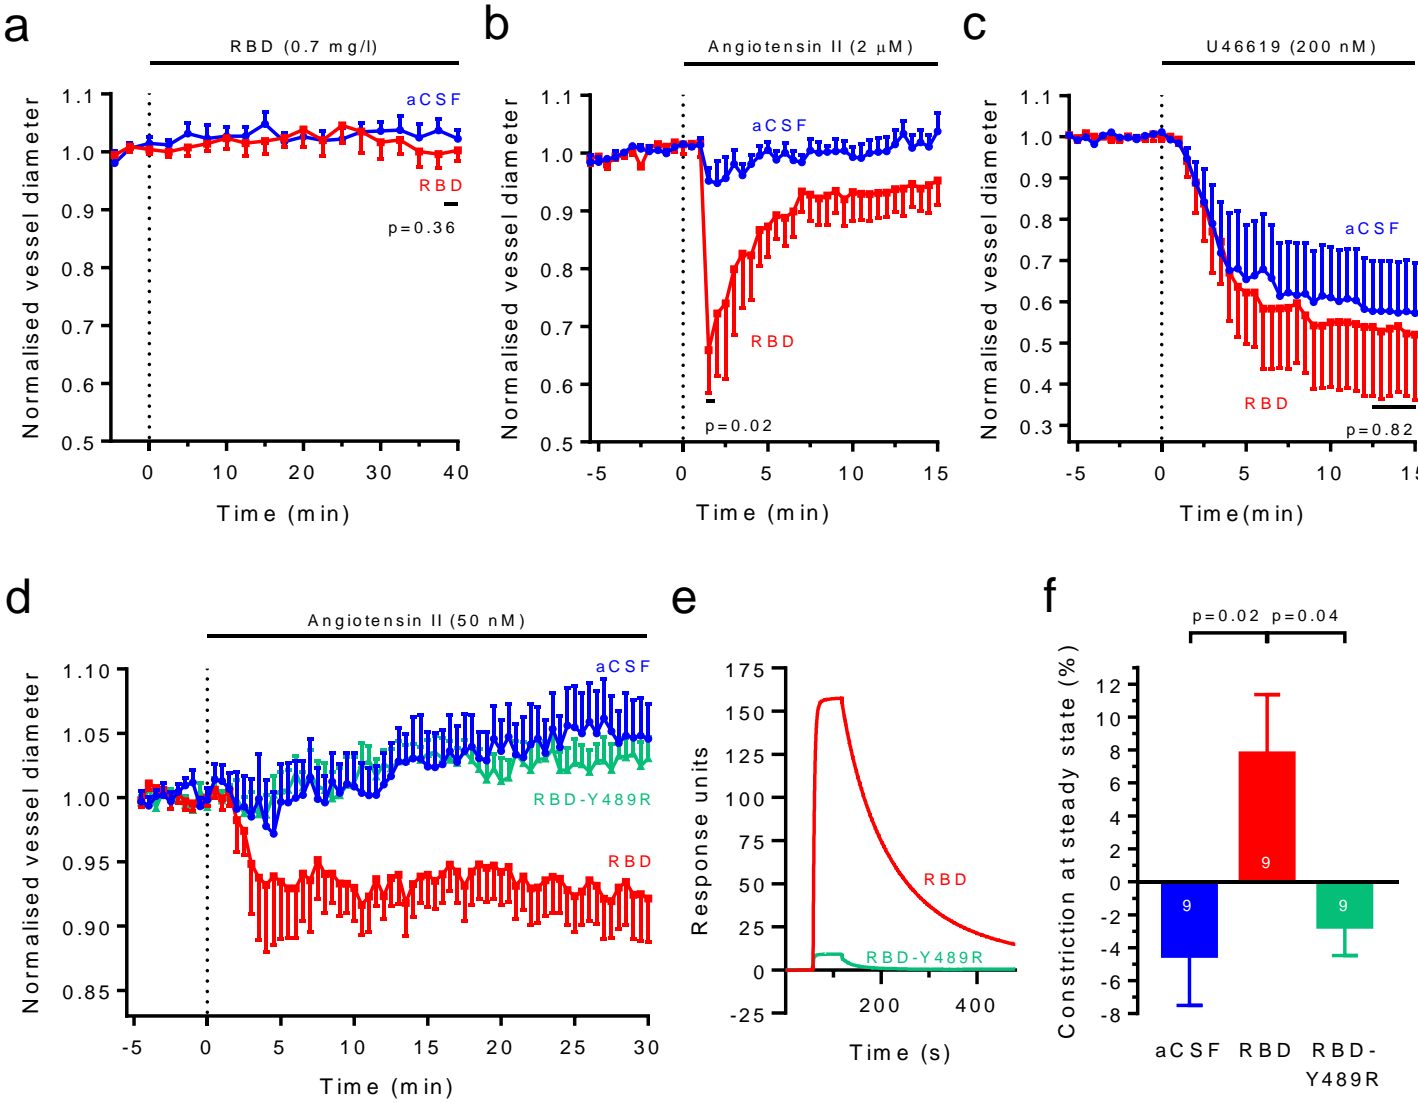 a
RBD (0.7 mg/l)
Normalised vessel diameter
1.1
1.0
0.9
0.8
0.7
0.6
0.5
aCSF
RBD
p=0.36
0
10
20
30
40
Time (min)
b
Angiotensin II (2 μM)
Normalised vessel diameter
1.1
1.0
0.9
0.8
0.7
0.6
0.5
aCSF
RBD
p=0.02
-5
0
5
10
15
Time (min)
c
U46619 (200 nM)
Normalised vessel diameter
1.1
1.0
0.9
0.8
0.7
0.6
0.5
0.4
0.3
aCSF
RBD
p=0.82
-5
0
5
10
15
Time(min)
d
Angiotensin II (50 nM)
Normalised vessel diameter
1.10
1.05
1.00
0.95
0.90
0.85
aCSF
RBD-Y489R
RBD
-5
0
5
10
15
20
25
30
Time (min)
e
Response units
175
150
125
100
75
50
25
0
-25
RBD
RBD-Y489R
200
400
Time (s)
f
p=0.02 p=0.04
Constriction at steady state (%)
12
10
8
6
4
2
0
-2
-4
-6
-8
9
9
9
aCSF
RBD
RBD-
Y489R